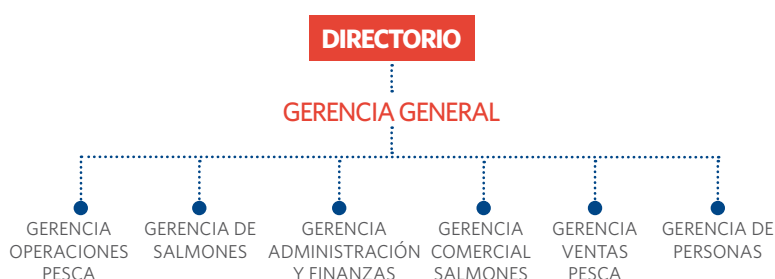 DIRECTORIO
GERENCIA GENERAL
GERENCIA
OPERACIONES
PESCA
GERENCIA DE
SALMONES
GERENCIA
ADMINISTRACIÓN
Y FINANZAS
GERENCIA
COMERCIAL
SALMONES
GERENCIA
VENTAS
PESCA
GERENCIA DE
PERSONAS